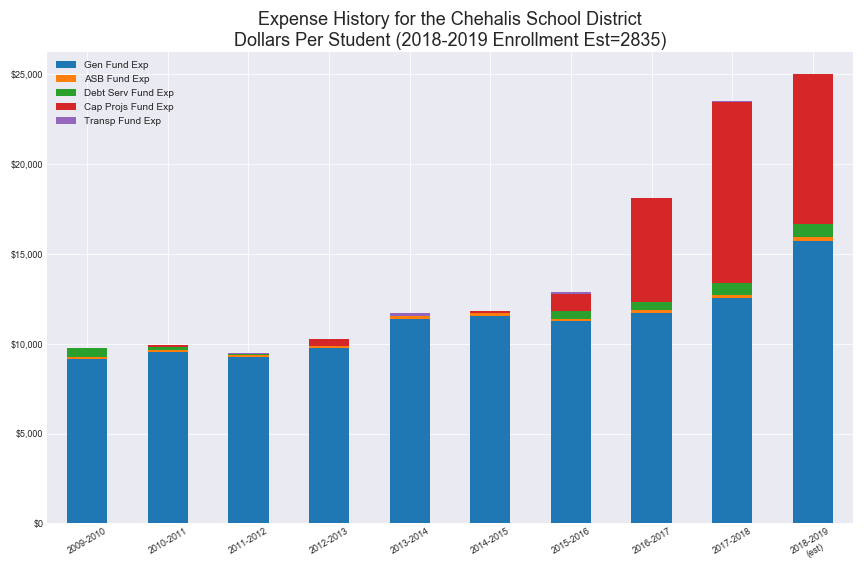 Expense History for the Chehalis School District
Dollars Per Student (2018-2019 Enrollment Est=2835)
Gen Fund Exp
ASB Fund Exp
Debt Serv Fund Exp
Cap Projs Fund Exp
Transp Fund Exp
$25,000
$20,000
$15,000
$10,000
$5,000
$0
2009-2010
2010-2011
2011-2012
2012-2013
2013-2014
2014-2015
2015-2016
2016-2017
2017-2018
2018-2019
(est)